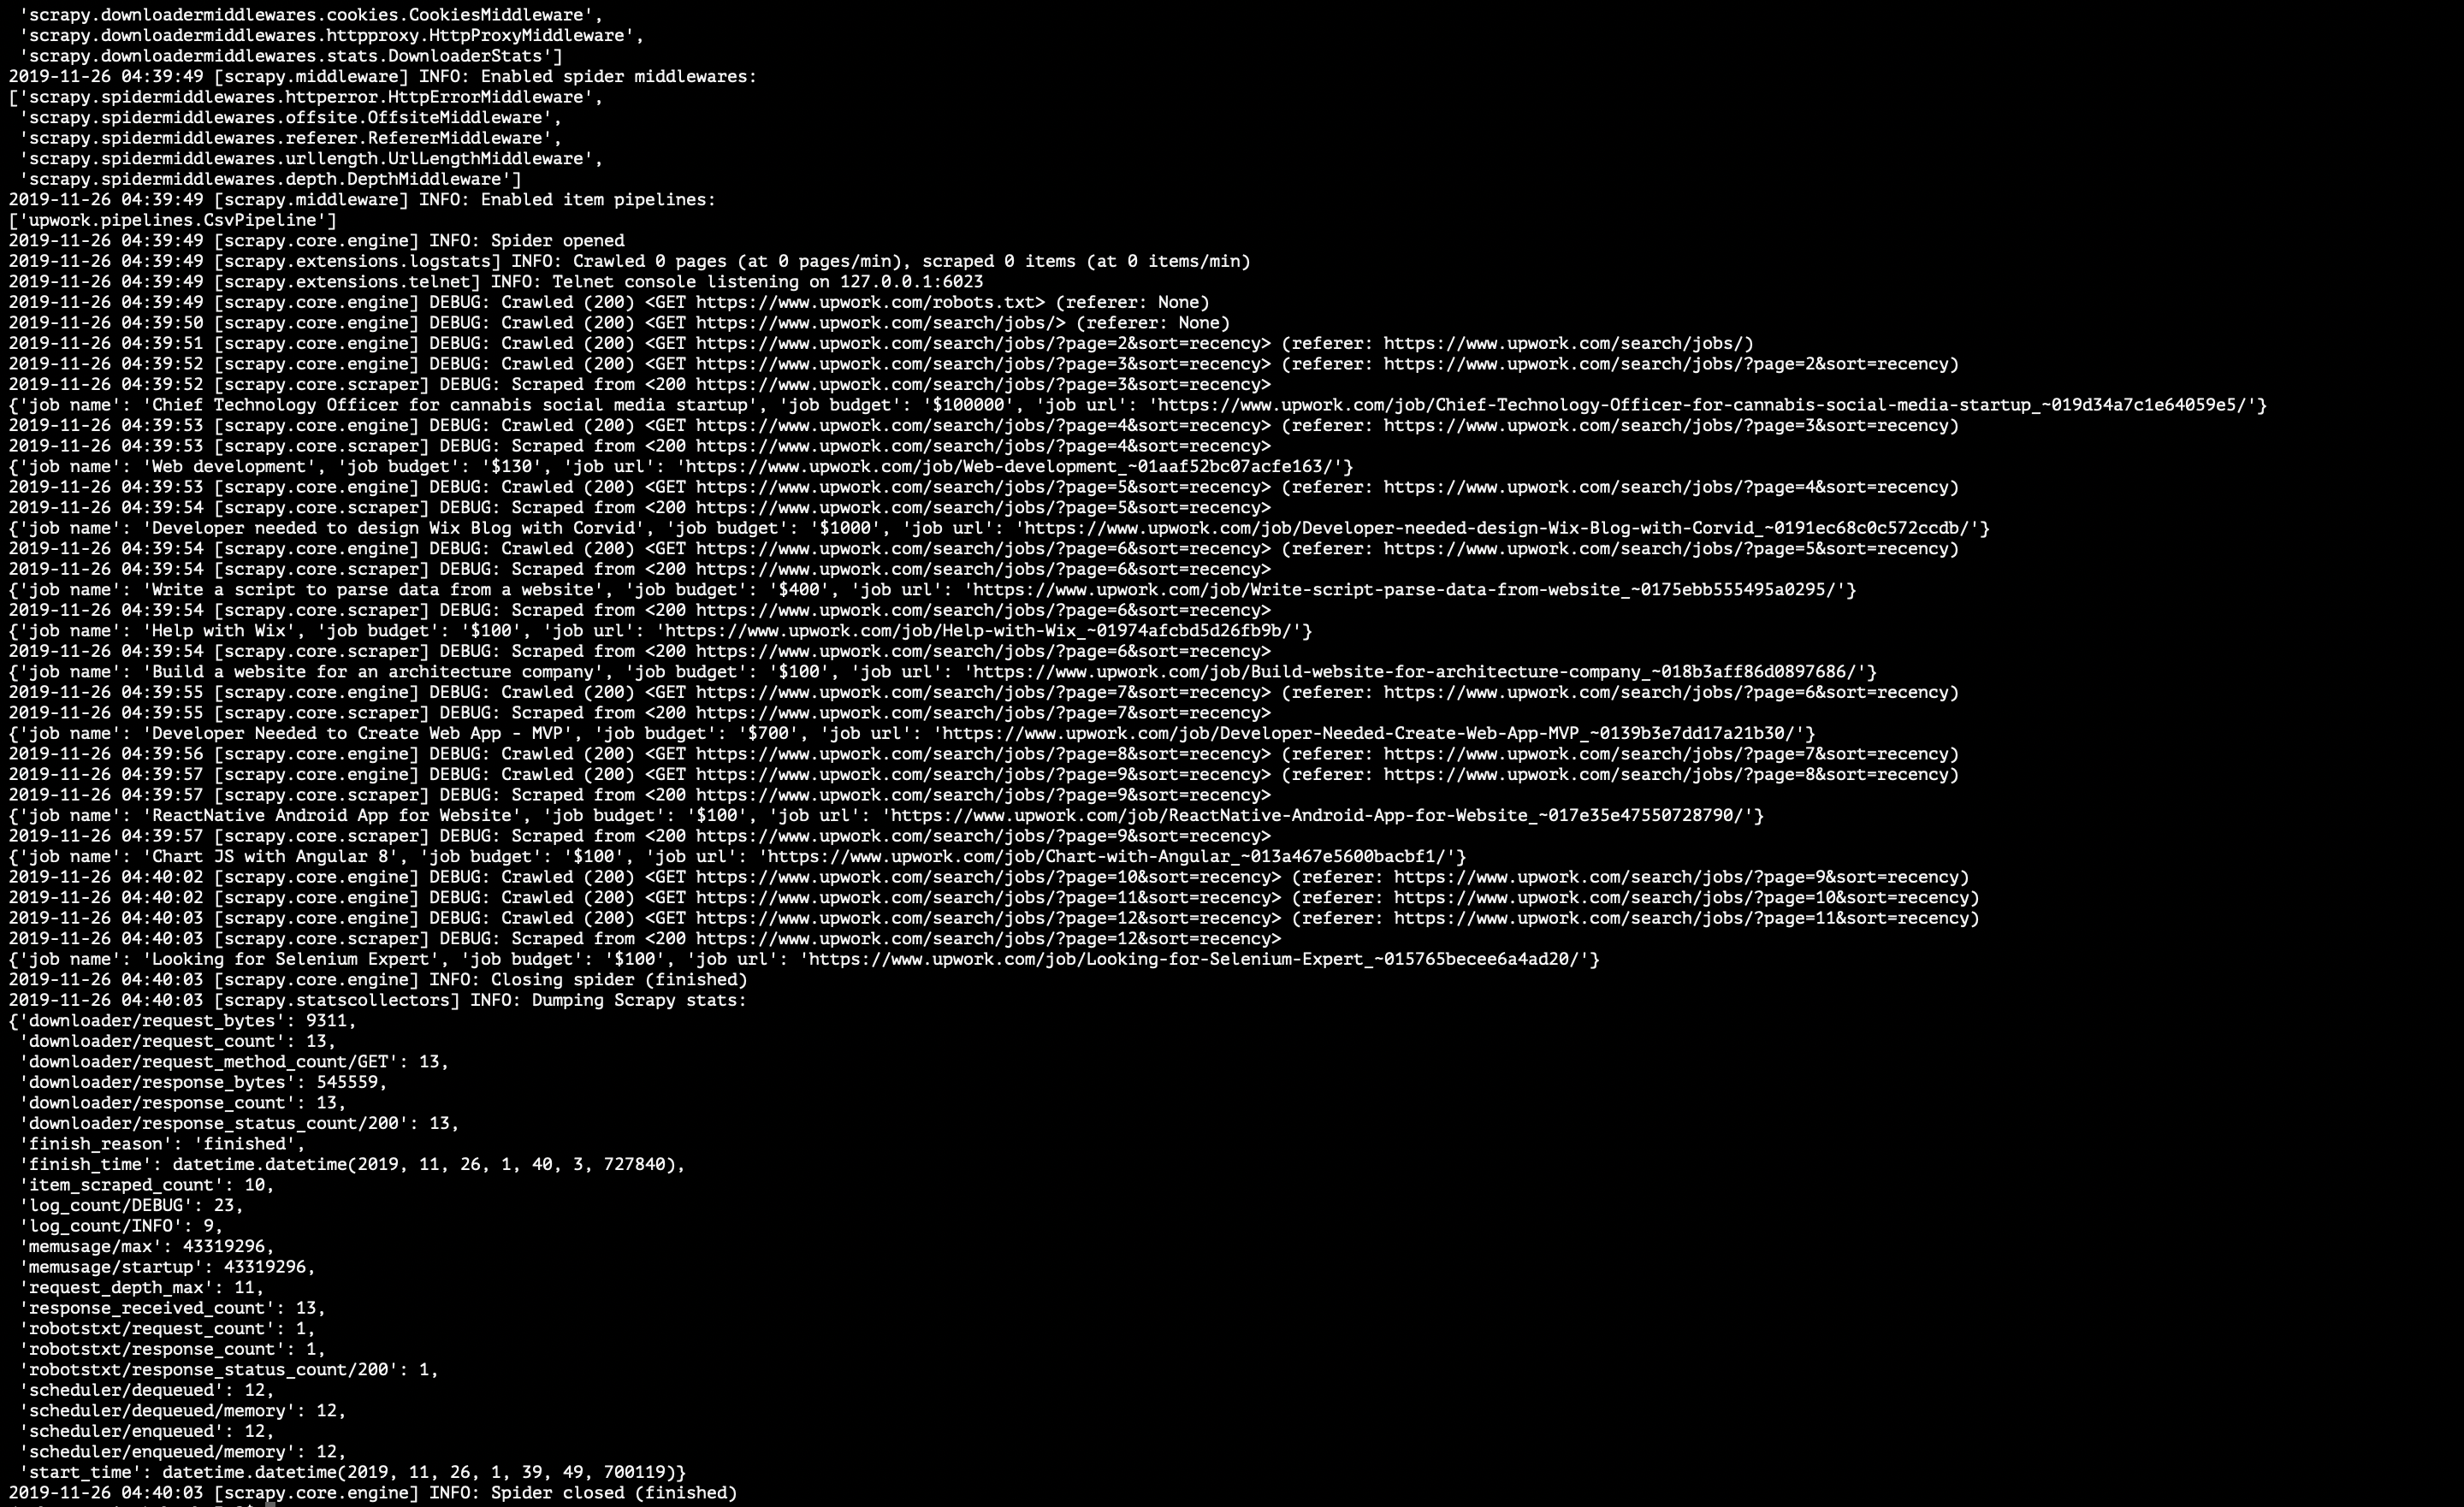 'scrapy.downloadermiddlewares.cookies.CookiesMiddleware',
 'scrapy.downloadermiddlewares.httpproxy.HttpProxyMiddleware',
 'scrapy.downloadermiddlewares.stats.DownloaderStats']
2019-11-26 04:39:49 [scrapy.middleware] INFO: Enabled spider middlewares:
['scrapy.spidermiddlewares.httperror.HttpErrorMiddleware',
 'scrapy.spidermiddlewares.offsite.OffsiteMiddleware',
 'scrapy.spidermiddlewares.referer.RefererMiddleware',
 'scrapy.spidermiddlewares.urllength.UrlLengthMiddleware',
 'scrapy.spidermiddlewares.depth.DepthMiddleware']
2019-11-26 04:39:49 [scrapy.middleware] INFO: Enabled item pipelines:
['upwork.pipelines.CsvPipeline']
2019-11-26 04:39:49 [scrapy.core.engine] INFO: Spider opened
2019-11-26 04:39:49 [scrapy.extensions.logstats] INFO: Crawled 0 pages (at 0 pages/min), scraped 0 items (at 0 items/min)
2019-11-26 04:39:49 [scrapy.extensions.telnet] INFO: Telnet console listening on 127.0.0.1:6023
2019-11-26 04:39:49 [scrapy.core.engine] DEBUG: Crawled (200) <GET https://www.upwork.com/robots.txt> (referer: None)
2019-11-26 04:39:50 [scrapy.core.engine] DEBUG: Crawled (200) <GET https://www.upwork.com/search/jobs/> (referer: None)
2019-11-26 04:39:51 [scrapy.core.engine] DEBUG: Crawled (200) <GET https://www.upwork.com/search/jobs/?page=2&sort=recency> (referer: https://www.upwork.com/search/jobs/)
2019-11-26 04:39:52 [scrapy.core.engine] DEBUG: Crawled (200) <GET https://www.upwork.com/search/jobs/?page=3&sort=recency> (referer: https://www.upwork.com/search/jobs/?page=2&sort=recency)
2019-11-26 04:39:52 [scrapy.core.scraper] DEBUG: Scraped from <200 https://www.upwork.com/search/jobs/?page=3&sort=recency>
{'job name': 'Chief Technology Officer for cannabis social media startup', 'job budget': '$100000', 'job url': 'https://www.upwork.com/job/Chief-Technology-Officer-for-cannabis-social-media-startup_~019d34a7c1e64059e5/'}
2019-11-26 04:39:53 [scrapy.core.engine] DEBUG: Crawled (200) <GET https://www.upwork.com/search/jobs/?page=4&sort=recency> (referer: https://www.upwork.com/search/jobs/?page=3&sort=recency)
2019-11-26 04:39:53 [scrapy.core.scraper] DEBUG: Scraped from <200 https://www.upwork.com/search/jobs/?page=4&sort=recency>
{'job name': 'Web development', 'job budget': '$130', 'job url': 'https://www.upwork.com/job/Web-development_~01aaf52bc07acfe163/'}
2019-11-26 04:39:53 [scrapy.core.engine] DEBUG: Crawled (200) <GET https://www.upwork.com/search/jobs/?page=5&sort=recency> (referer: https://www.upwork.com/search/jobs/?page=4&sort=recency)
2019-11-26 04:39:54 [scrapy.core.scraper] DEBUG: Scraped from <200 https://www.upwork.com/search/jobs/?page=5&sort=recency>
{'job name': 'Developer needed to design Wix Blog with Corvid', 'job budget': '$1000', 'job url': 'https://www.upwork.com/job/Developer-needed-design-Wix-Blog-with-Corvid_~0191ec68c0c572ccdb/'}
2019-11-26 04:39:54 [scrapy.core.engine] DEBUG: Crawled (200) <GET https://www.upwork.com/search/jobs/?page=6&sort=recency> (referer: https://www.upwork.com/search/jobs/?page=5&sort=recency)
2019-11-26 04:39:54 [scrapy.core.scraper] DEBUG: Scraped from <200 https://www.upwork.com/search/jobs/?page=6&sort=recency>
{'job name': 'Write a script to parse data from a website', 'job budget': '$400', 'job url': 'https://www.upwork.com/job/Write-script-parse-data-from-website_~0175ebb555495a0295/'}
2019-11-26 04:39:54 [scrapy.core.scraper] DEBUG: Scraped from <200 https://www.upwork.com/search/jobs/?page=6&sort=recency>
{'job name': 'Help with Wix', 'job budget': '$100', 'job url': 'https://www.upwork.com/job/Help-with-Wix_~01974afcbd5d26fb9b/'}
2019-11-26 04:39:54 [scrapy.core.scraper] DEBUG: Scraped from <200 https://www.upwork.com/search/jobs/?page=6&sort=recency>
{'job name': 'Build a website for an architecture company', 'job budget': '$100', 'job url': 'https://www.upwork.com/job/Build-website-for-architecture-company_~018b3aff86d0897686/'}
2019-11-26 04:39:55 [scrapy.core.engine] DEBUG: Crawled (200) <GET https://www.upwork.com/search/jobs/?page=7&sort=recency> (referer: https://www.upwork.com/search/jobs/?page=6&sort=recency)
2019-11-26 04:39:55 [scrapy.core.scraper] DEBUG: Scraped from <200 https://www.upwork.com/search/jobs/?page=7&sort=recency>
{'job name': 'Developer Needed to Create Web App - MVP', 'job budget': '$700', 'job url': 'https://www.upwork.com/job/Developer-Needed-Create-Web-App-MVP_~0139b3e7dd17a21b30/'}
2019-11-26 04:39:56 [scrapy.core.engine] DEBUG: Crawled (200) <GET https://www.upwork.com/search/jobs/?page=8&sort=recency> (referer: https://www.upwork.com/search/jobs/?page=7&sort=recency)
2019-11-26 04:39:57 [scrapy.core.engine] DEBUG: Crawled (200) <GET https://www.upwork.com/search/jobs/?page=9&sort=recency> (referer: https://www.upwork.com/search/jobs/?page=8&sort=recency)
2019-11-26 04:39:57 [scrapy.core.scraper] DEBUG: Scraped from <200 https://www.upwork.com/search/jobs/?page=9&sort=recency>
{'job name': 'ReactNative Android App for Website', 'job budget': '$100', 'job url': 'https://www.upwork.com/job/ReactNative-Android-App-for-Website_~017e35e47550728790/'}
2019-11-26 04:39:57 [scrapy.core.scraper] DEBUG: Scraped from <200 https://www.upwork.com/search/jobs/?page=9&sort=recency>
{'job name': 'Chart JS with Angular 8', 'job budget': '$100', 'job url': 'https://www.upwork.com/job/Chart-with-Angular_~013a467e5600bacbf1/'}
2019-11-26 04:40:02 [scrapy.core.engine] DEBUG: Crawled (200) <GET https://www.upwork.com/search/jobs/?page=10&sort=recency> (referer: https://www.upwork.com/search/jobs/?page=9&sort=recency)
2019-11-26 04:40:02 [scrapy.core.engine] DEBUG: Crawled (200) <GET https://www.upwork.com/search/jobs/?page=11&sort=recency> (referer: https://www.upwork.com/search/jobs/?page=10&sort=recency)
2019-11-26 04:40:03 [scrapy.core.engine] DEBUG: Crawled (200) <GET https://www.upwork.com/search/jobs/?page=12&sort=recency> (referer: https://www.upwork.com/search/jobs/?page=11&sort=recency)
2019-11-26 04:40:03 [scrapy.core.scraper] DEBUG: Scraped from <200 https://www.upwork.com/search/jobs/?page=12&sort=recency>
{'job name': 'Looking for Selenium Expert', 'job budget': '$100', 'job url': 'https://www.upwork.com/job/Looking-for-Selenium-Expert_~015765becee6a4ad20/'}
2019-11-26 04:40:03 [scrapy.core.engine] INFO: Closing spider (finished)
2019-11-26 04:40:03 [scrapy.statscollectors] INFO: Dumping Scrapy stats:
{'downloader/request_bytes': 9311,
 'downloader/request_count': 13,
 'downloader/request_method_count/GET': 13,
 'downloader/response_bytes': 545559,
 'downloader/response_count': 13,
 'downloader/response_status_count/200': 13,
 'finish_reason': 'finished',
 'finish_time': datetime.datetime(2019, 11, 26, 1, 40, 3, 727840),
 'item_scraped_count': 10,
 'log_count/DEBUG': 23,
 'log_count/INFO': 9,
 'memusage/max': 43319296,
 'memusage/startup': 43319296,
 'request_depth_max': 11,
 'response_received_count': 13,
 'robotstxt/request_count': 1,
 'robotstxt/response_count': 1,
 'robotstxt/response_status_count/200': 1,
 'scheduler/dequeued': 12,
 'scheduler/dequeued/memory': 12,
 'scheduler/enqueued': 12,
 'scheduler/enqueued/memory': 12,
 'start_time': datetime.datetime(2019, 11, 26, 1, 39, 49, 700119)}
2019-11-26 04:40:03 [scrapy.core.engine] INFO: Spider closed (finished)